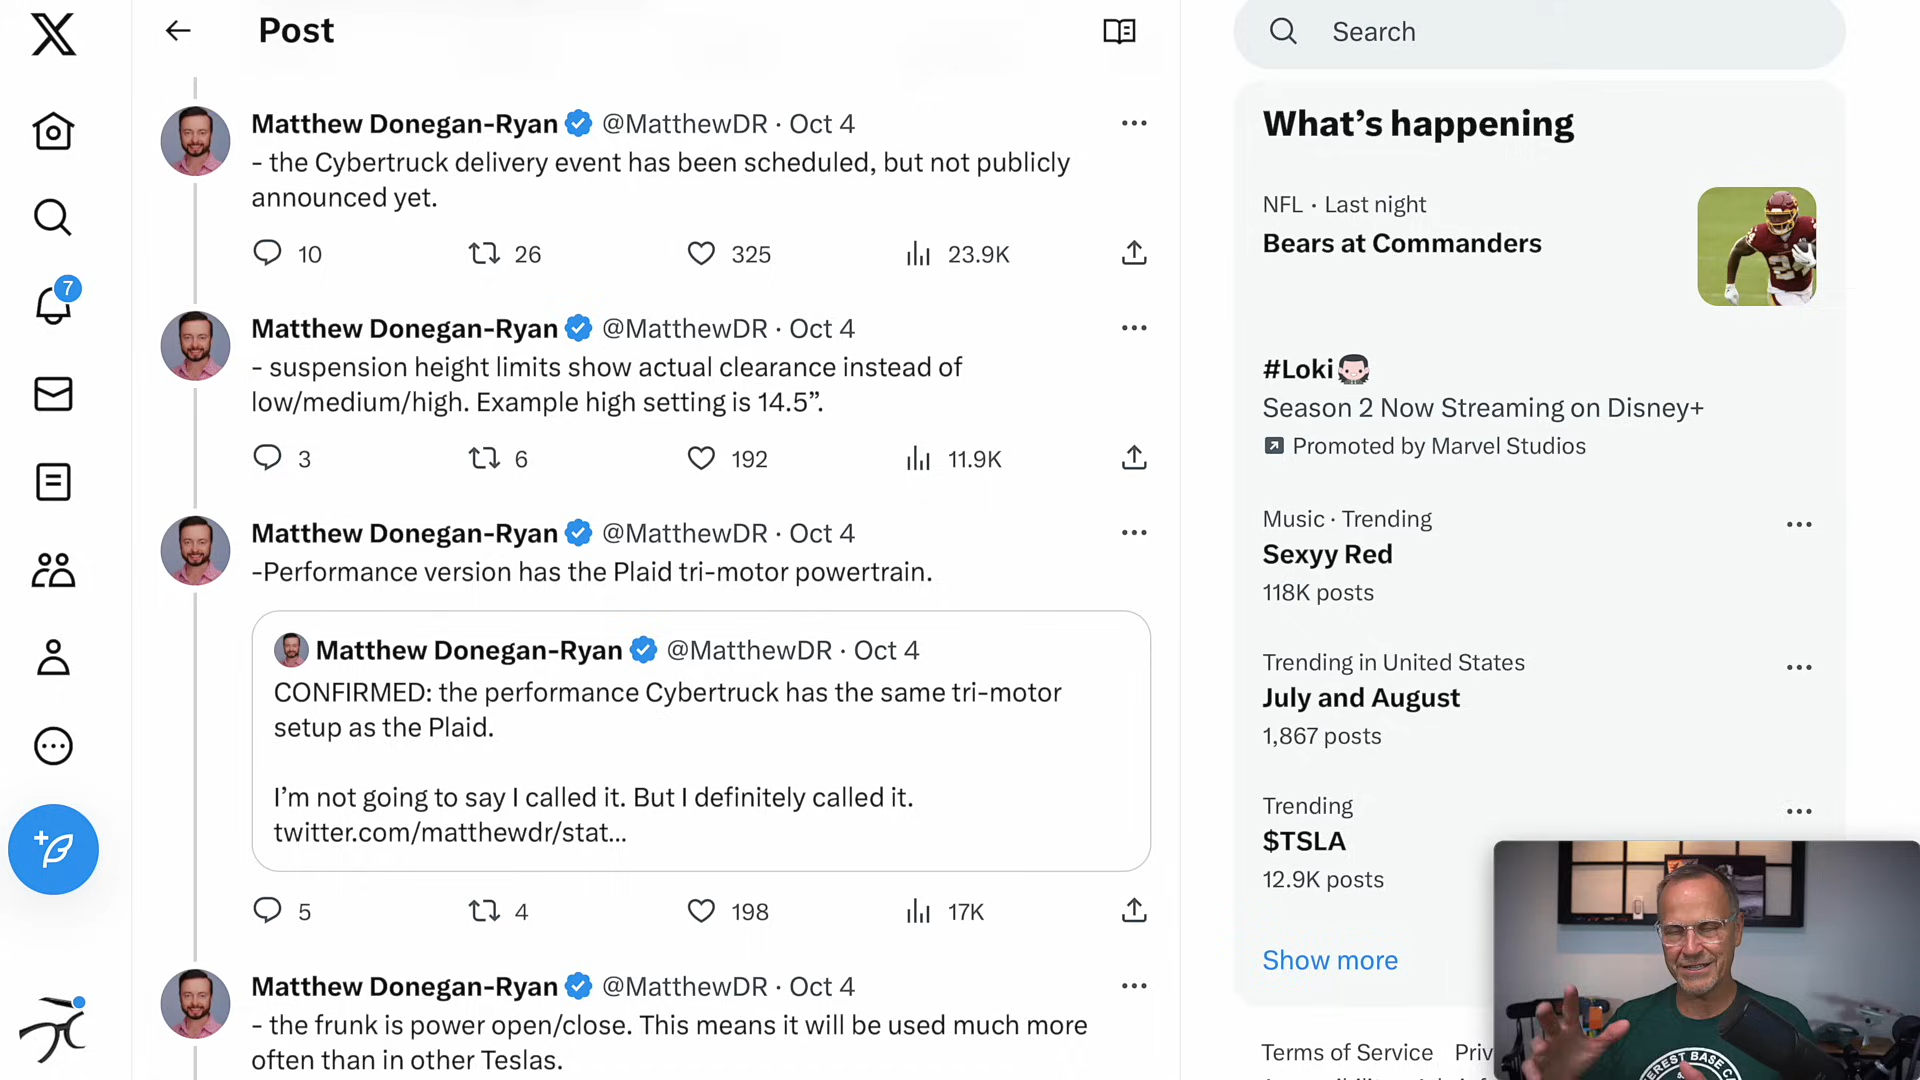 Post
Matthew Donegan-Ryan @MatthewDR · Oct 4
- the Cybertruck delivery event has been scheduled, but not publicly
announced yet.
10 26 325 23.9K
7
Matthew Donegan-Ryan @MatthewDR · Oct 4
- suspension height limits show actual clearance instead of
low/medium/high. Example high setting is 14.5”.
3 6 192 11.9K
Matthew Donegan-Ryan @MatthewDR · Oct 4
-Performance version has the Plaid tri-motor powertrain.
Matthew Donegan-Ryan @MatthewDR · Oct 4
CONFIRMED: the performance Cybertruck has the same tri-motor
setup as the Plaid.
I’m not going to say I called it. But I definitely called it.
twitter.com/matthewdr/stat...
5 4 198 17K
Matthew Donegan-Ryan @MatthewDR · Oct 4
- the frunk is power open/close. This means it will be used much more
often than in other Teslas.
Search
What’s happening
NFL · Last night
Bears at Commanders
#Loki
Season 2 Now Streaming on Disney+
Promoted by Marvel Studios
Music · Trending
Sexyy Red
118K posts
Trending in United States
July and August
1,867 posts
Trending
$TSLA
12.9K posts
Show more
Terms of Service Priv